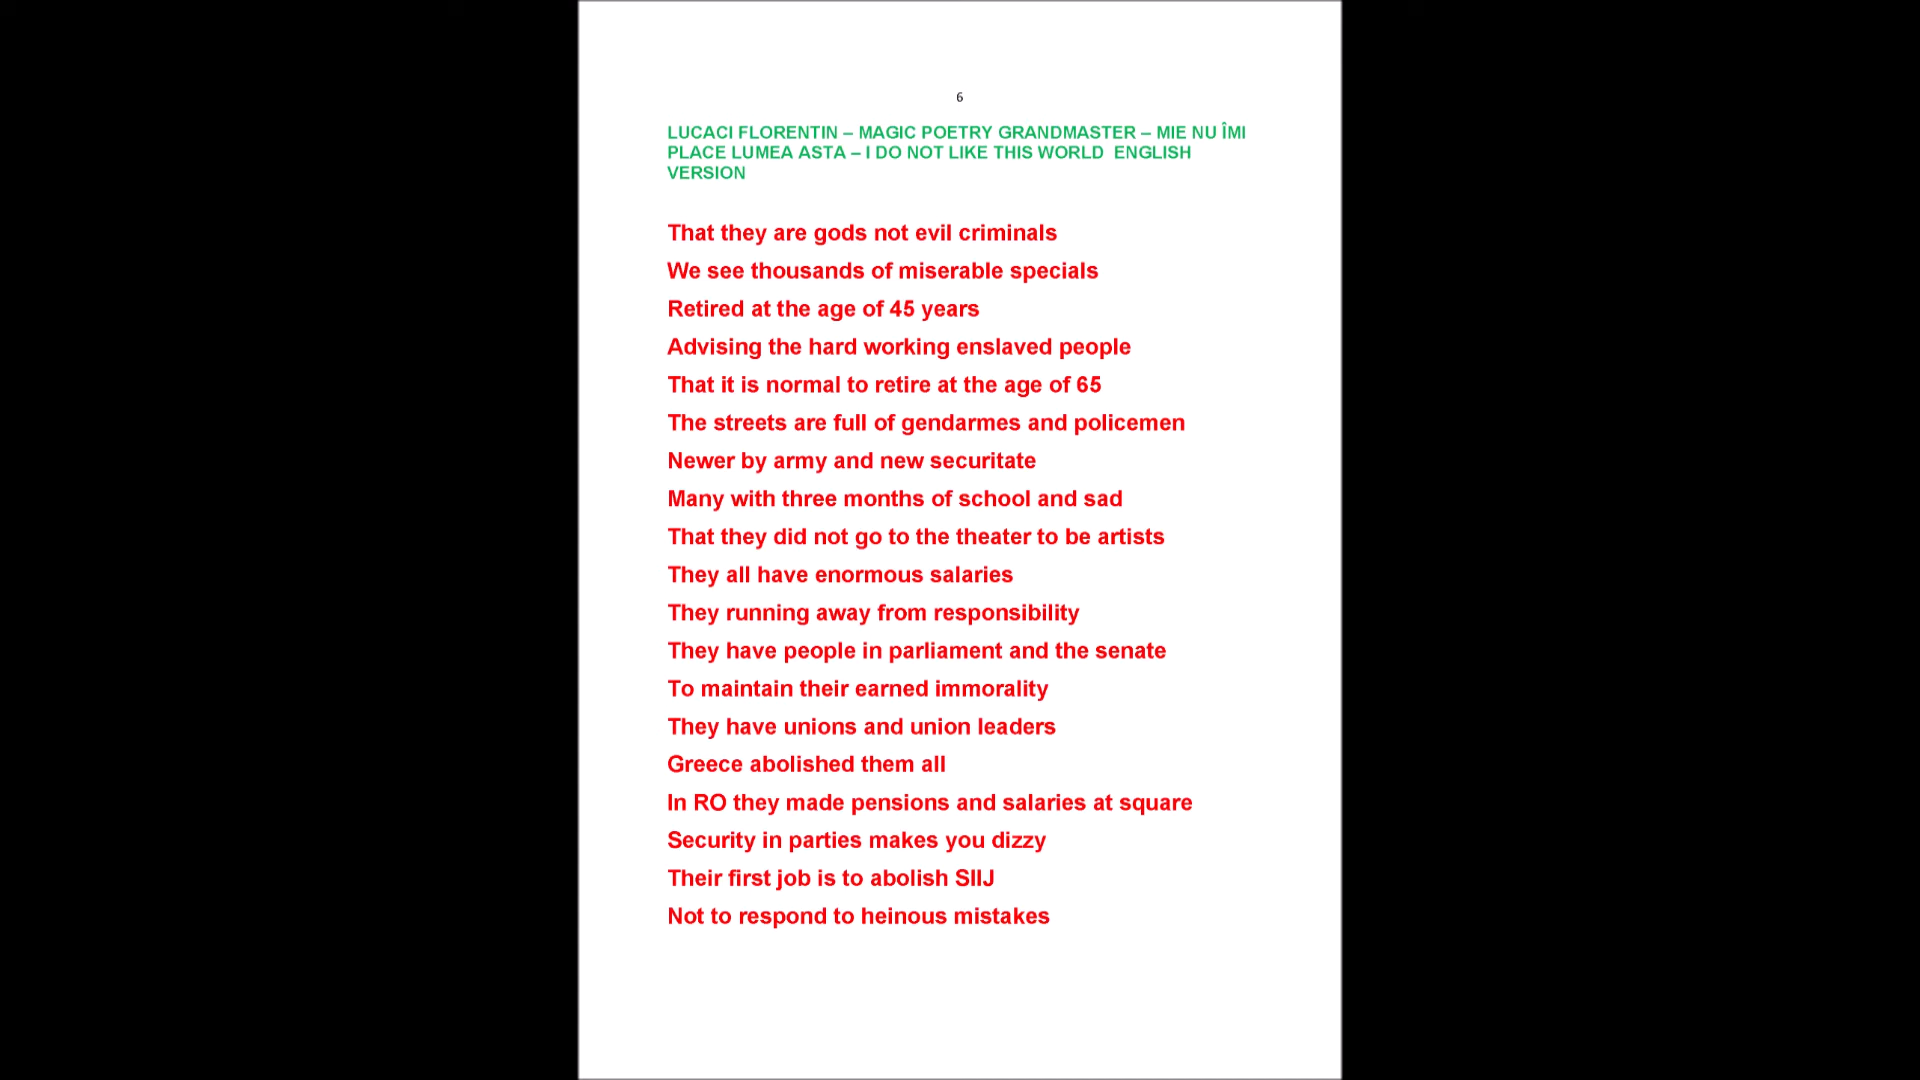 6
LUCACI FLORENTIN – MAGIC POETRY GRANDMASTER – MIE NU ÎMI
PLACE LUMEA ASTA – I DO NOT LIKE THIS WORLD  ENGLISH
VERSION
That they are gods not evil criminals
We see thousands of miserable specials
Retired at the age of 45 years
Advising the hard working enslaved people
That it is normal to retire at the age of 65
The streets are full of gendarmes and policemen
Newer by army and new securitate
Many with three months of school and sad
That they did not go to the theater to be artists
They all have enormous salaries
They running away from responsibility
They have people in parliament and the senate
To maintain their earned immorality
They have unions and union leaders
Greece abolished them all
In RO they made pensions and salaries at square
Security in parties makes you dizzy
Their first job is to abolish SIIJ
Not to respond to heinous mistakes